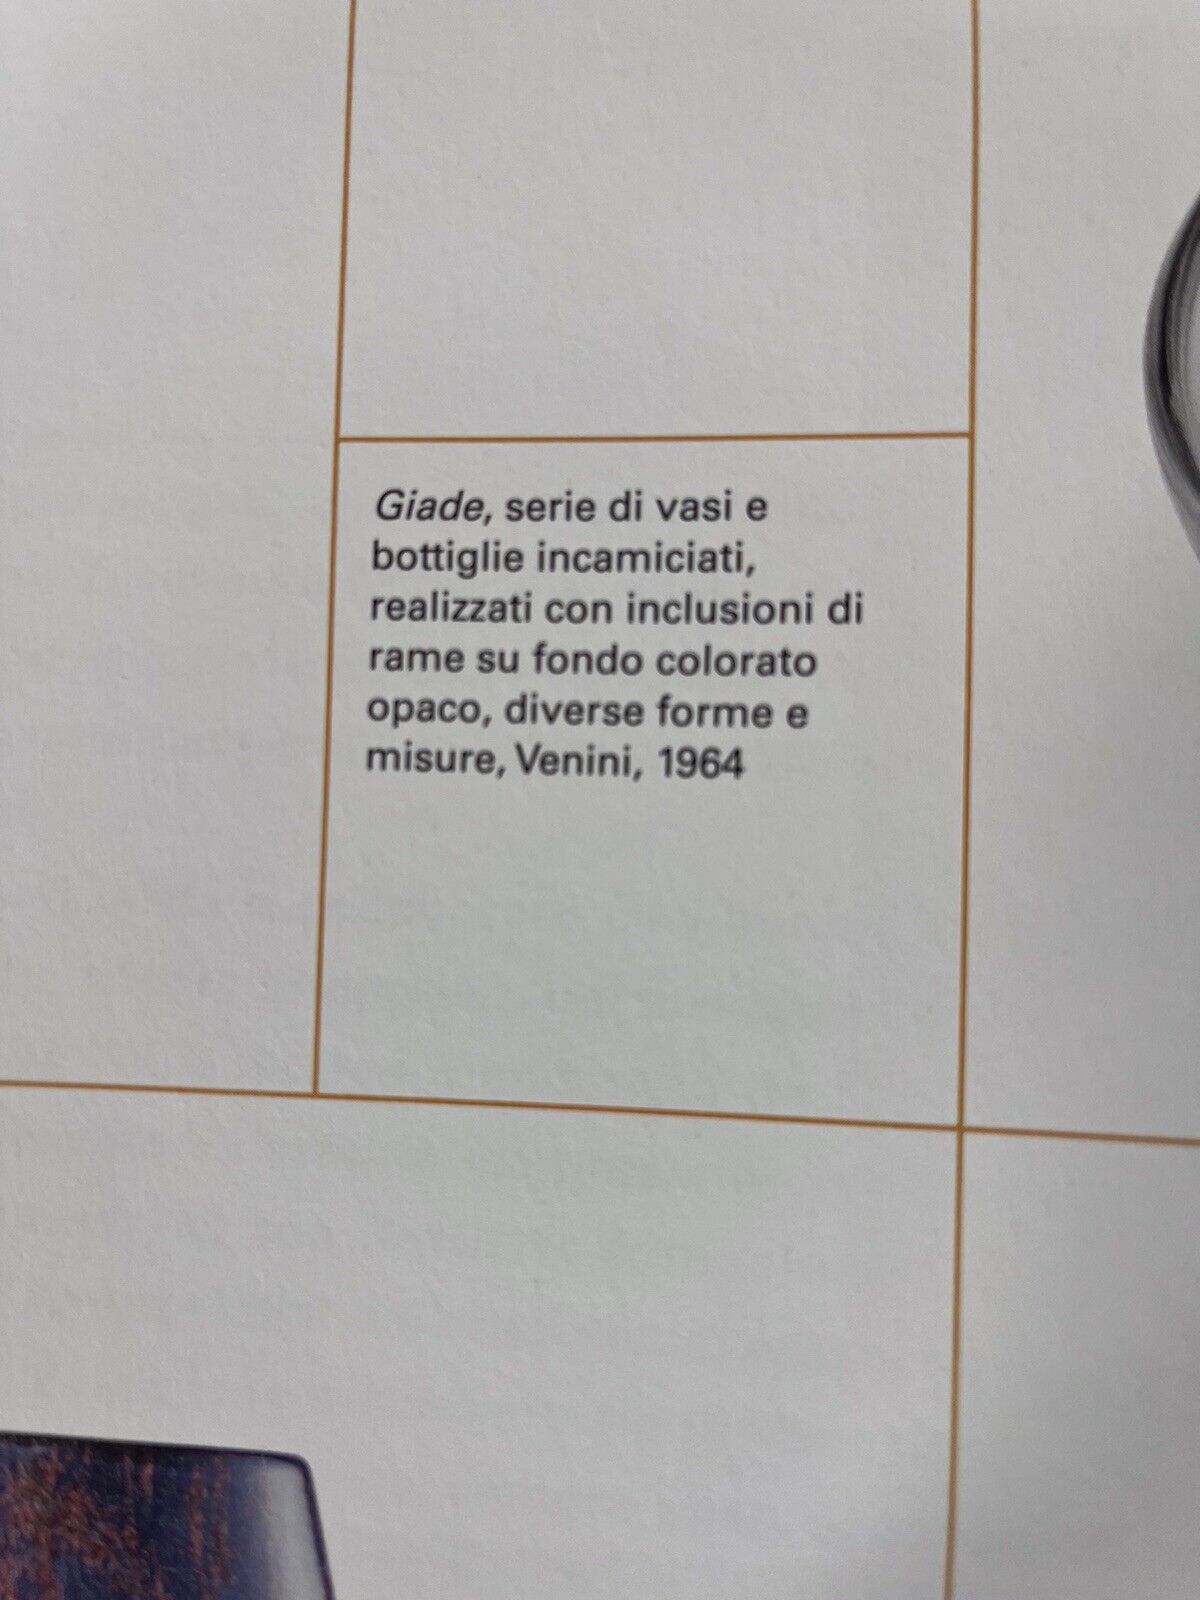 Giade, serie di vasi e
bottiglie incamiciati,
realizzati con inclusioni di
rame su fondo colorato
opaco, diverse forme e
misure, Venini, 1964